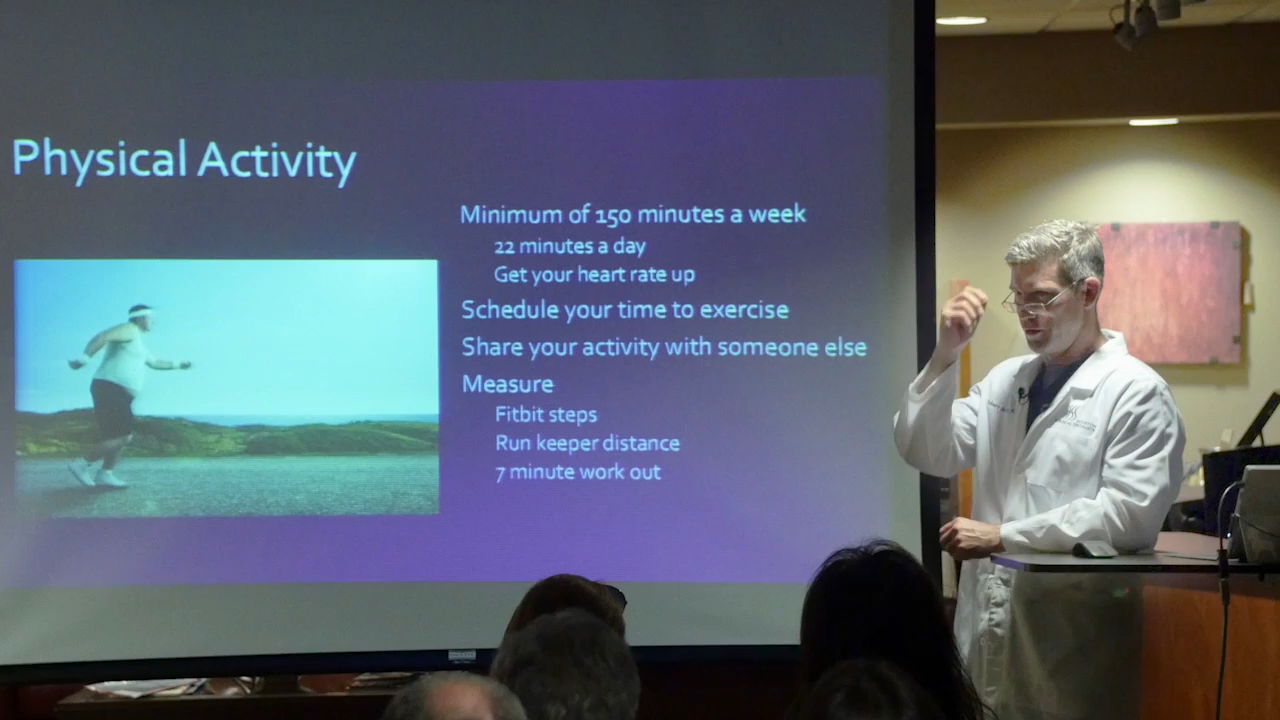 Physical Activity
Minimum of 150 minutes a week
22 minutes a day
Get your heart rate up
Schedule your time to exercise
Share your activity with someone else
Measure
Fitbit steps
Run keeper distance
7 minute work out